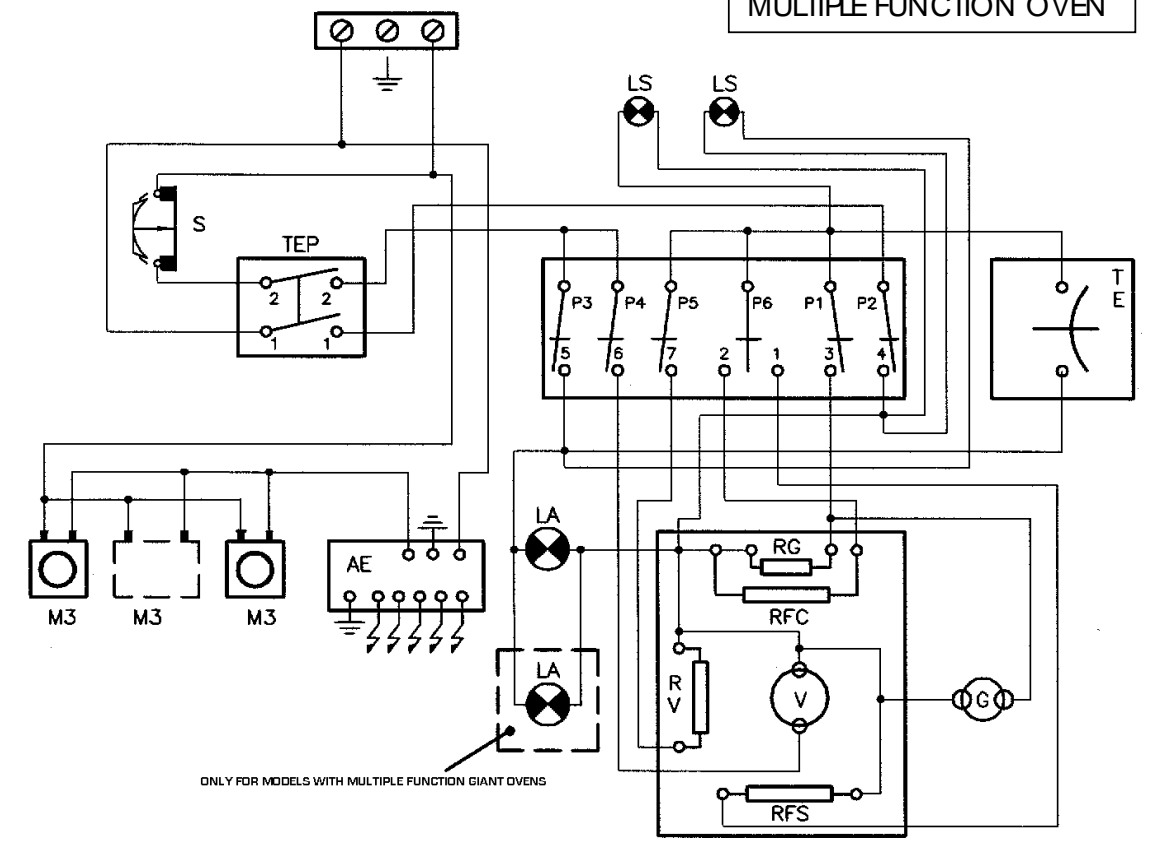 MULTIPLE FUNCTION OVEN
LS LS
S
TEP
2 2
1 1
P3 P4 P5 P6 P1 P2
5 6 7 2 1 3 4
T
E
LA
AE
RG
RFC
M3 M3 M3
LA
R
V
V
G
ONLY FOR MODELS WITH MULTIPLE FUNCTION GIANT OVENS
RFS